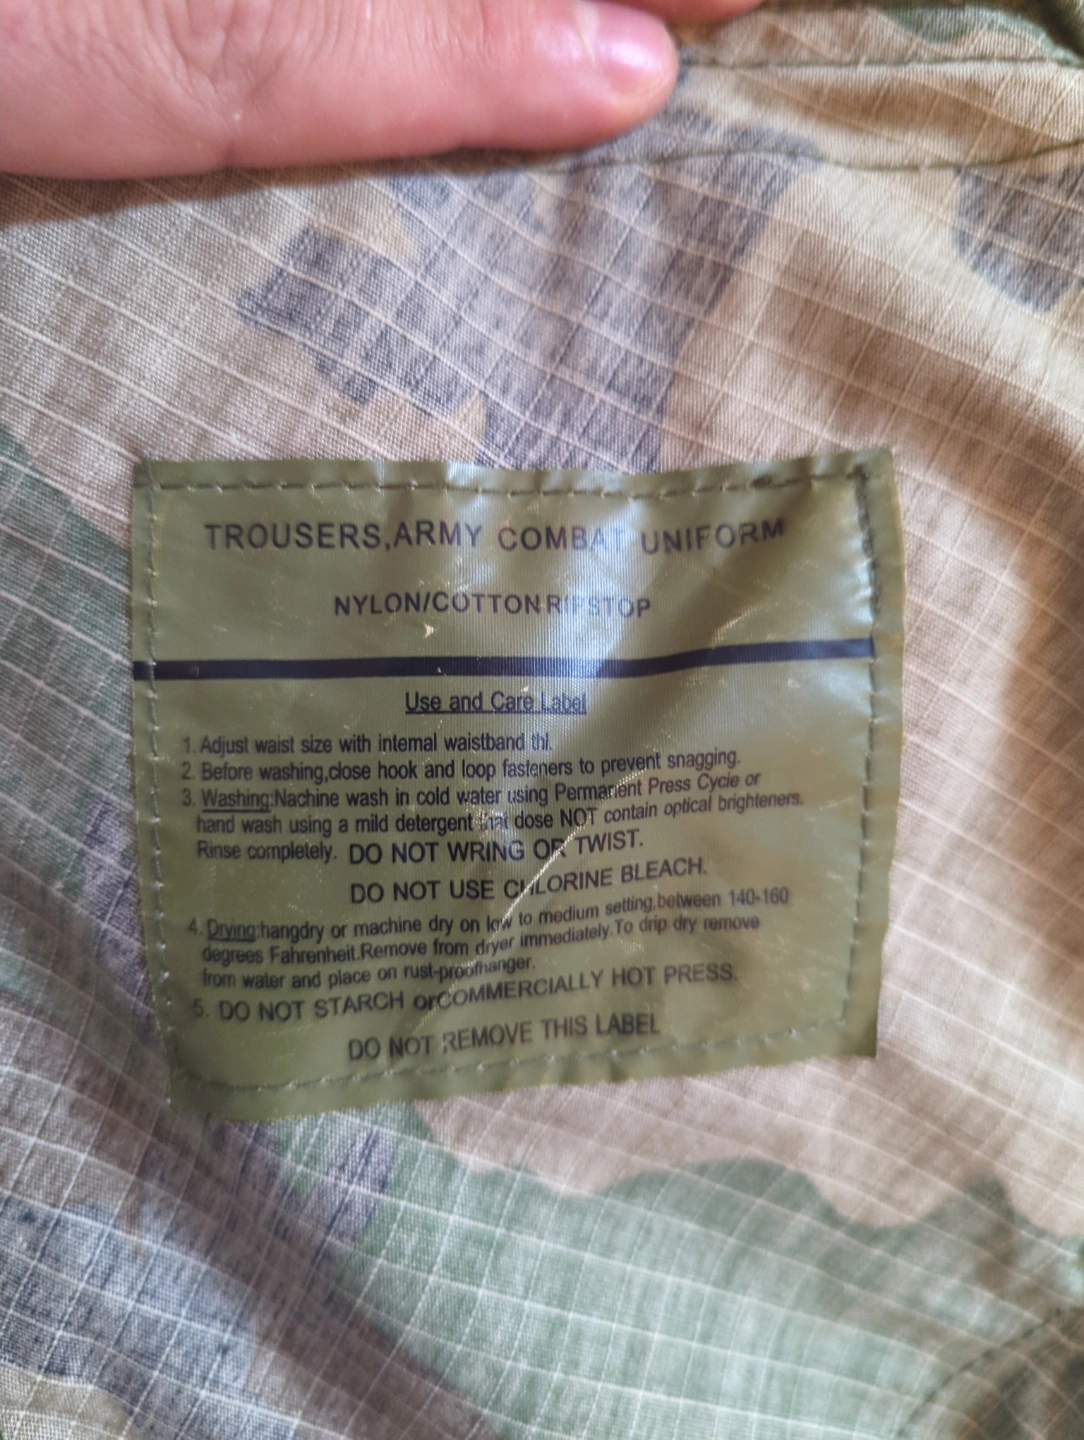 TROUSERS,ARMY COMBAT UNIFORM
NYLON/COTTON RIPSTOP
Use and Care Label
1. Adjust waist size with internal waistband thl.
2. Before washing,close hook and loop fasteners to prevent snagging.
3. Washing:Nachine wash in cold water using Permanent Press Cycle or
hand wash using a mild detergent that dose NOT contain optical brighteners.
Rinse completely. DO NOT WRING OR TWIST.
DO NOT USE CHLORINE BLEACH.
4. Drying:hangdry or machine dry on low to medium setting,between 140-160
degrees Fahrenheit.Remove from dryer immediately.To drip dry remove
from water and place on rust-proofhanger.
5. DO NOT STARCH orCOMMERCIALLY HOT PRESS.
DO NOT REMOVE THIS LABEL